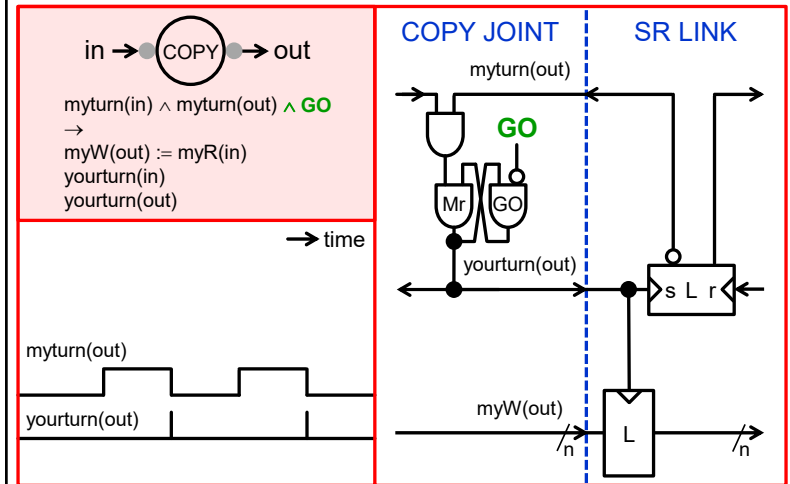 in COPY out
myturn(in) ∧ myturn(out) ∧ GO
→
myW(out) := myR(in)
yourturn(in)
yourturn(out)
time
myturn(out)
yourturn(out)
COPY JOINT
SR LINK
myturn(out)
GO
Mr GO
yourturn(out)
s L r
myW(out)
n
L
n